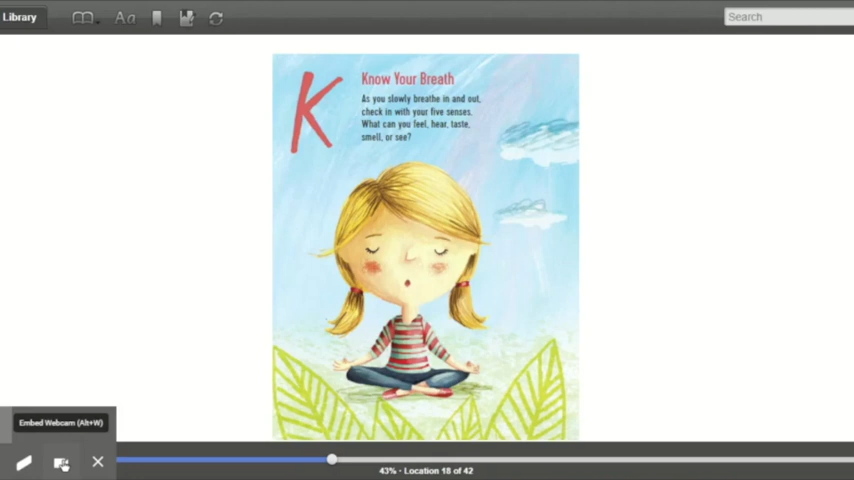 Library
Aa
Search
K
Know Your Breath
As you slowly breathe in and out,
check in with your five senses.
What can you feel, hear, taste,
smell, or see?
Embed Webcam (Alt+W)
43% · Location 18 of 42